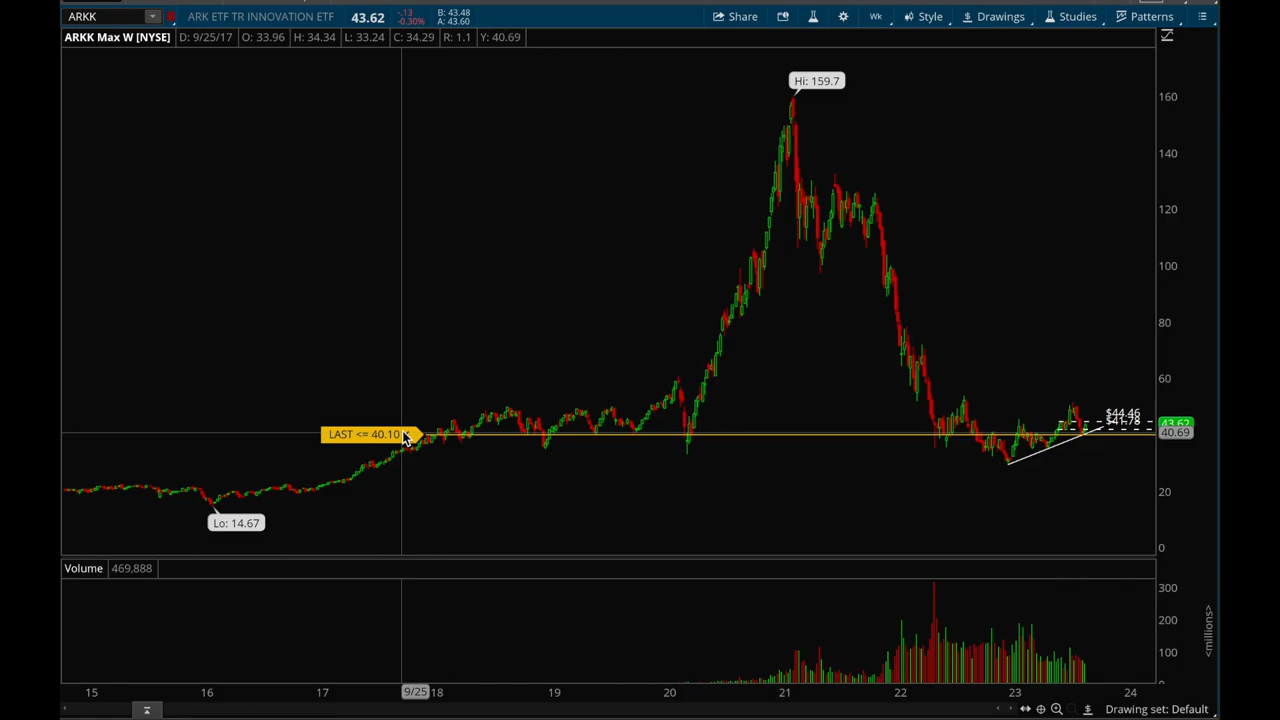 ARKK ARK ETF TR INNOVATION ETF 43.62 -.13 -0.30% B: 43.48 A: 43.60 Share Wk Style Drawings Studies Patterns
ARKK Max W [NYSE] D: 9/25/17 O: 33.96 H: 34.34 L: 33.24 C: 34.29 R: 1.1 Y: 40.69
Hi: 159.7
160
140
120
100
80
60
$44.46
$41.78
43.62
40.69
LAST <= 40.10
20
Lo: 14.67
0
Volume 469,888
300
200
100
0
<millions>
15 16 17 9/25 18 19 20 21 22 23 24
Drawing set: Default